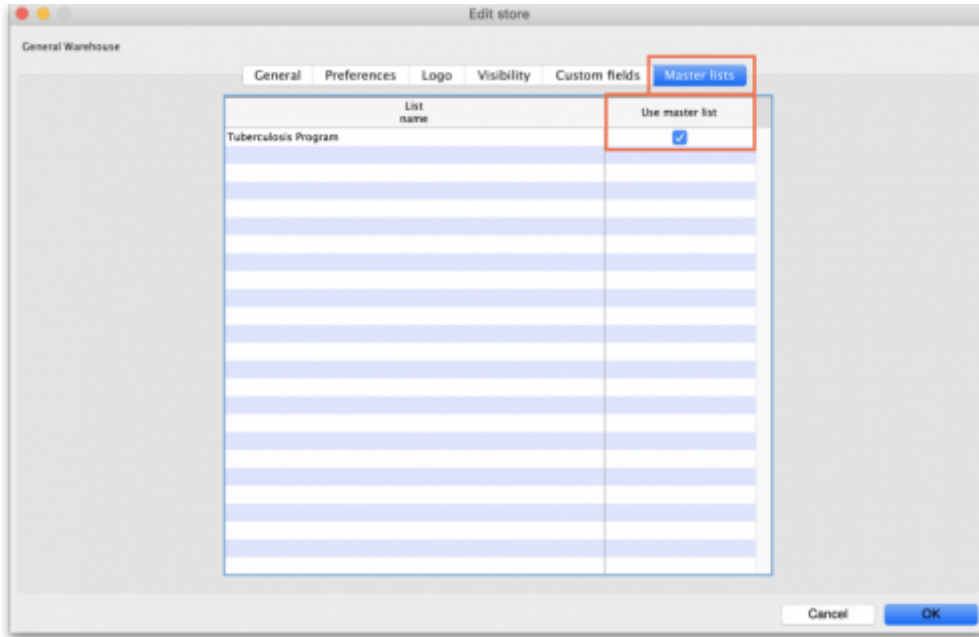 Edit store
General Warehouse
General Preferences Logo Visibility Custom fields Master lists
List
name
Use master list
Tuberculosis Program
Cancel OK